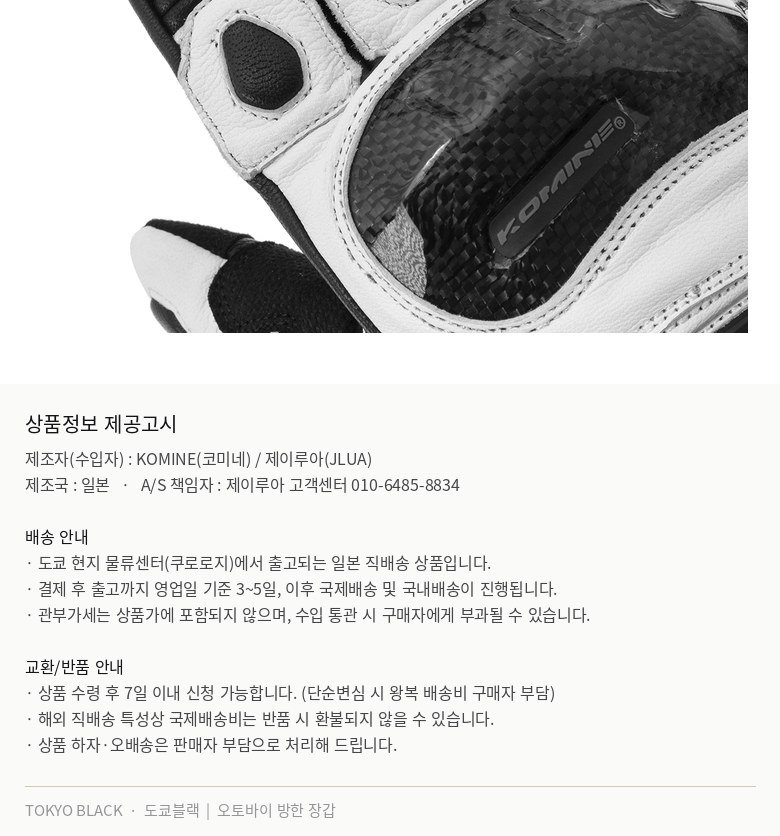 KOMINE®
상품정보 제공고시
제조자(수입자) : KOMINE(코미네) / 제이루아(JLUA)
제조국 : 일본 · A/S 책임자 : 제이루아 고객센터 010-6485-8834
배송 안내
· 도쿄 현지 물류센터(쿠로로지)에서 출고되는 일본 직배송 상품입니다.
· 결제 후 출고까지 영업일 기준 3~5일, 이후 국제배송 및 국내배송이 진행됩니다.
· 관부가세는 상품가에 포함되지 않으며, 수입 통관 시 구매자에게 부과될 수 있습니다.
교환/반품 안내
· 상품 수령 후 7일 이내 신청 가능합니다. (단순변심 시 왕복 배송비 구매자 부담)
· 해외 직배송 특성상 국제배송비는 반품 시 환불되지 않을 수 있습니다.
· 상품 하자·오배송은 판매자 부담으로 처리해 드립니다.
TOKYO BLACK · 도쿄블랙 | 오토바이 방한 장갑